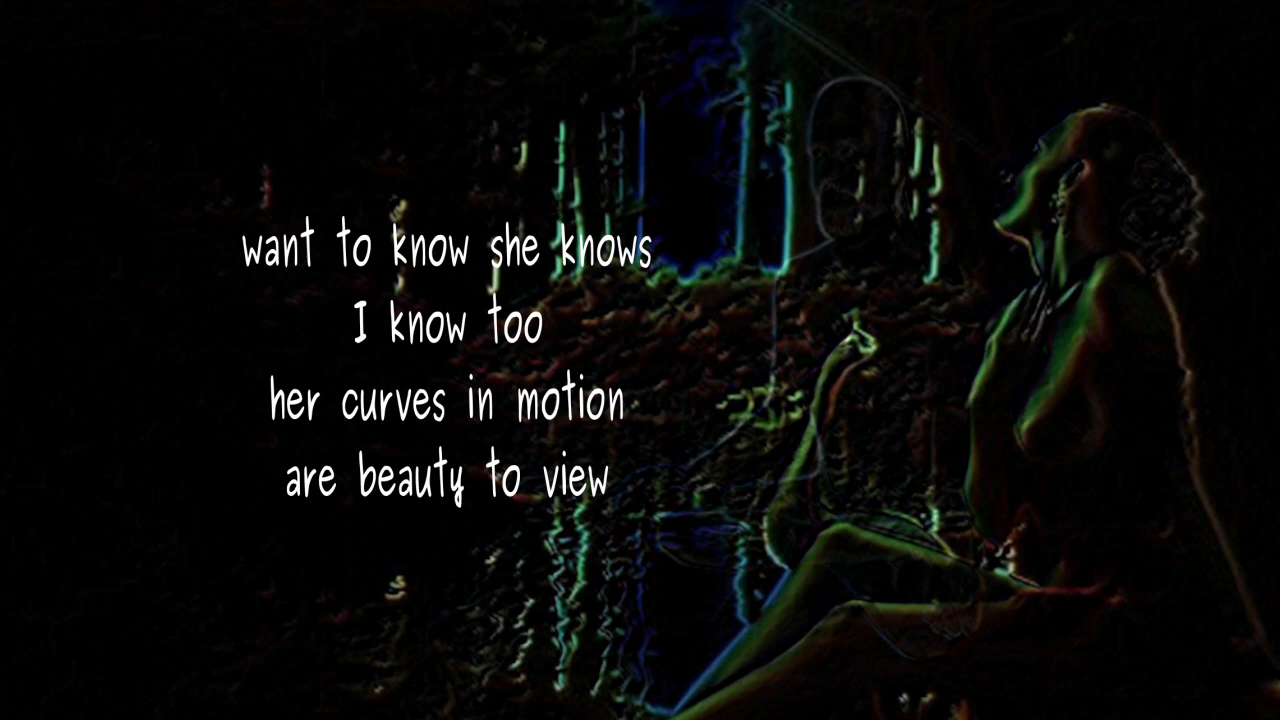 want to know she knows
I know too
her curves in motion
are beauty to view